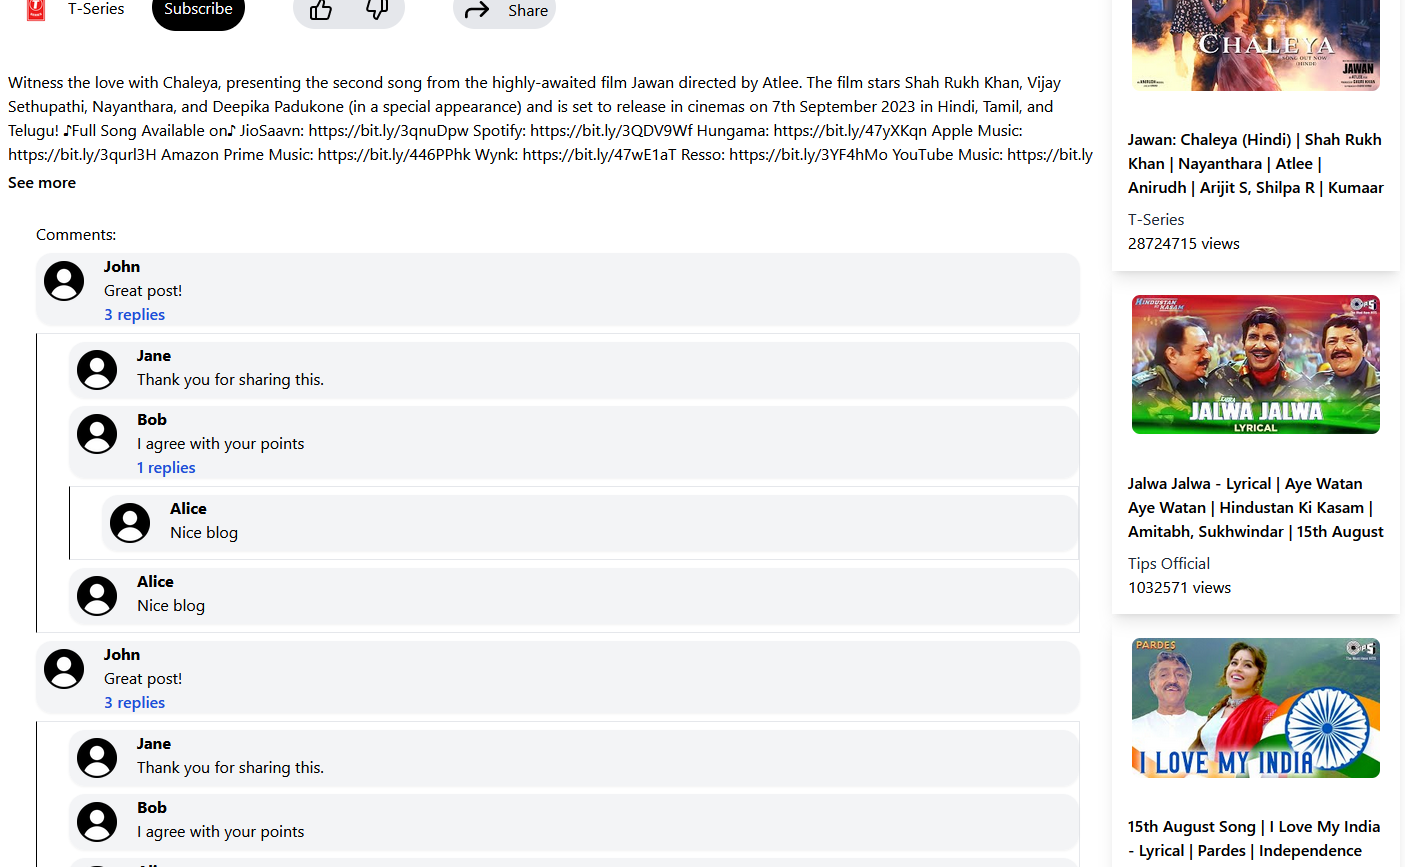 T-Series
Subscribe
Share
Witness the love with Chaleya, presenting the second song from the highly-awaited film Jawan directed by Atlee. The film stars Shah Rukh Khan, Vijay
Sethupathi, Nayanthara, and Deepika Padukone (in a special appearance) and is set to release in cinemas on 7th September 2023 in Hindi, Tamil, and
Telugu! ♪Full Song Available on♪ JioSaavn: https://bit.ly/3qnuDpw Spotify: https://bit.ly/3QDV9Wf Hungama: https://bit.ly/47yXKqn Apple Music:
https://bit.ly/3qurl3H Amazon Prime Music: https://bit.ly/446PPhk Wynk: https://bit.ly/47wE1aT Resso: https://bit.ly/3YF4hMo YouTube Music: https://bit.ly
See more
Comments:
John
Great post!
3 replies
Jane
Thank you for sharing this.
Bob
I agree with your points
1 replies
Alice
Nice blog
Alice
Nice blog
John
Great post!
3 replies
Jane
Thank you for sharing this.
Bob
I agree with your points
CHALEYA
SONG OUT NOW
(HINDI)
JAWAN
Jawan: Chaleya (Hindi) | Shah Rukh
Khan | Nayanthara | Atlee |
Anirudh | Arijit S, Shilpa R | Kumaar
T-Series
28724715 views
HINDUSTAN
KI KASAM
JALWA JALWA
LYRICAL
Jalwa Jalwa - Lyrical | Aye Watan
Aye Watan | Hindustan Ki Kasam |
Amitabh, Sukhwindar | 15th August
Tips Official
1032571 views
PARDES
I LOVE MY INDIA
15th August Song | I Love My India
- Lyrical | Pardes | Independence